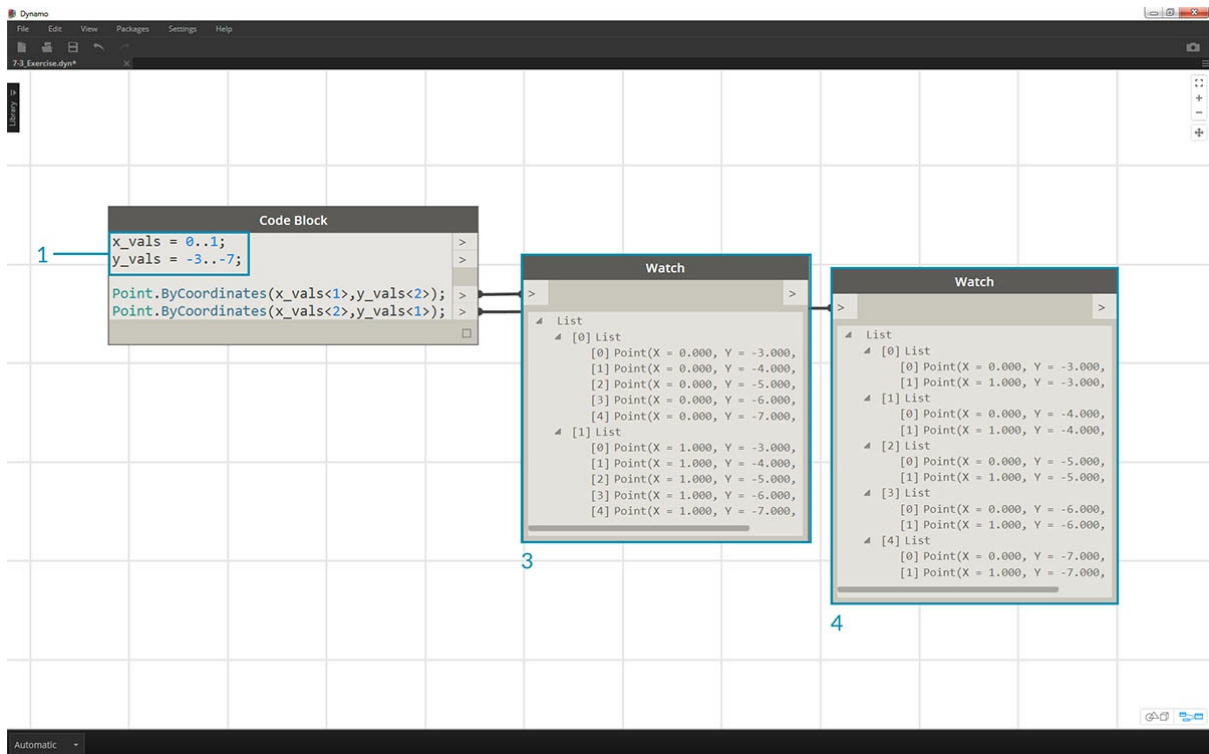 Dynamo
File Edit View Packages Settings Help
7-3_Exercise.dyn*
Library
Code Block
1
x_vals = 0..1;
y_vals = -3..-7;
Point.ByCoordinates(x_vals<1>,y_vals<2>);
Point.ByCoordinates(x_vals<2>,y_vals<1>);
Watch
List
[0] List
[0] Point(X = 0.000, Y = -3.000,
[1] Point(X = 0.000, Y = -4.000,
[2] Point(X = 0.000, Y = -5.000,
[3] Point(X = 0.000, Y = -6.000,
[4] Point(X = 0.000, Y = -7.000,
[1] List
[0] Point(X = 1.000, Y = -3.000,
[1] Point(X = 1.000, Y = -4.000,
[2] Point(X = 1.000, Y = -5.000,
[3] Point(X = 1.000, Y = -6.000,
[4] Point(X = 1.000, Y = -7.000,
3
Watch
List
[0] List
[0] Point(X = 0.000, Y = -3.000,
[1] Point(X = 1.000, Y = -3.000,
[1] List
[0] Point(X = 0.000, Y = -4.000,
[1] Point(X = 1.000, Y = -4.000,
[2] List
[0] Point(X = 0.000, Y = -5.000,
[1] Point(X = 1.000, Y = -5.000,
[3] List
[0] Point(X = 0.000, Y = -6.000,
[1] Point(X = 1.000, Y = -6.000,
[4] List
[0] Point(X = 0.000, Y = -7.000,
[1] Point(X = 1.000, Y = -7.000,
4
Automatic